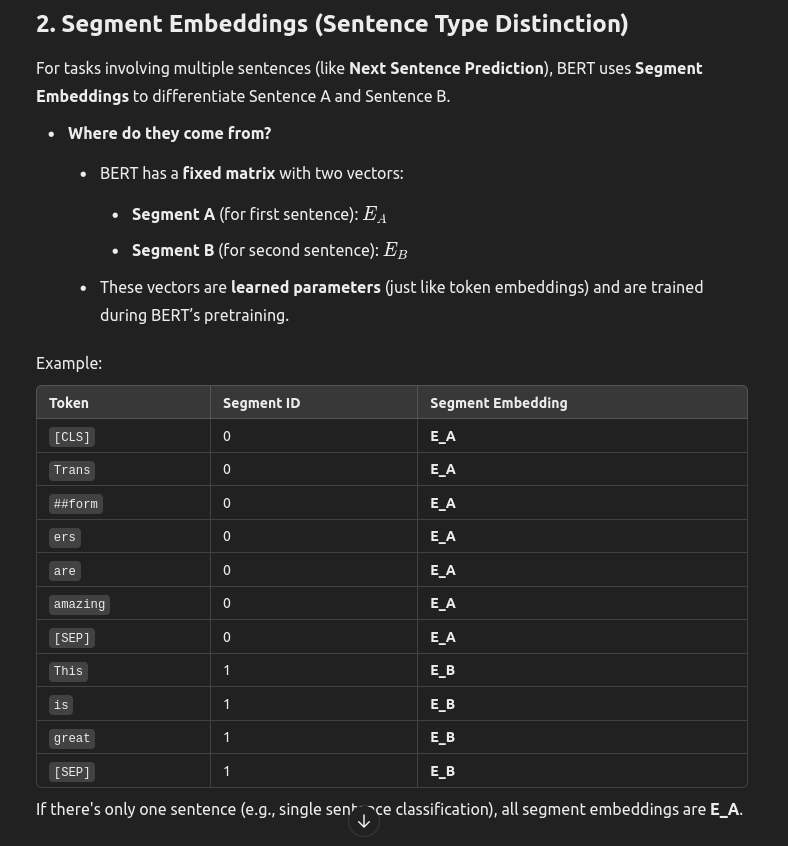 2. Segment Embeddings (Sentence Type Distinction)
For tasks involving multiple sentences (like Next Sentence Prediction), BERT uses Segment
Embeddings to differentiate Sentence A and Sentence B.
• Where do they come from?
• BERT has a fixed matrix with two vectors:
• Segment A (for first sentence): E_A
• Segment B (for second sentence): E_B
• These vectors are learned parameters (just like token embeddings) and are trained
during BERT’s pretraining.
Example:
Token Segment ID Segment Embedding
[CLS] 0 E_A
Trans 0 E_A
##form 0 E_A
ers 0 E_A
are 0 E_A
amazing 0 E_A
[SEP] 0 E_A
This 1 E_B
is 1 E_B
great 1 E_B
[SEP] 1 E_B
If there's only one sentence (e.g., single sentence classification), all segment embeddings are E_A.